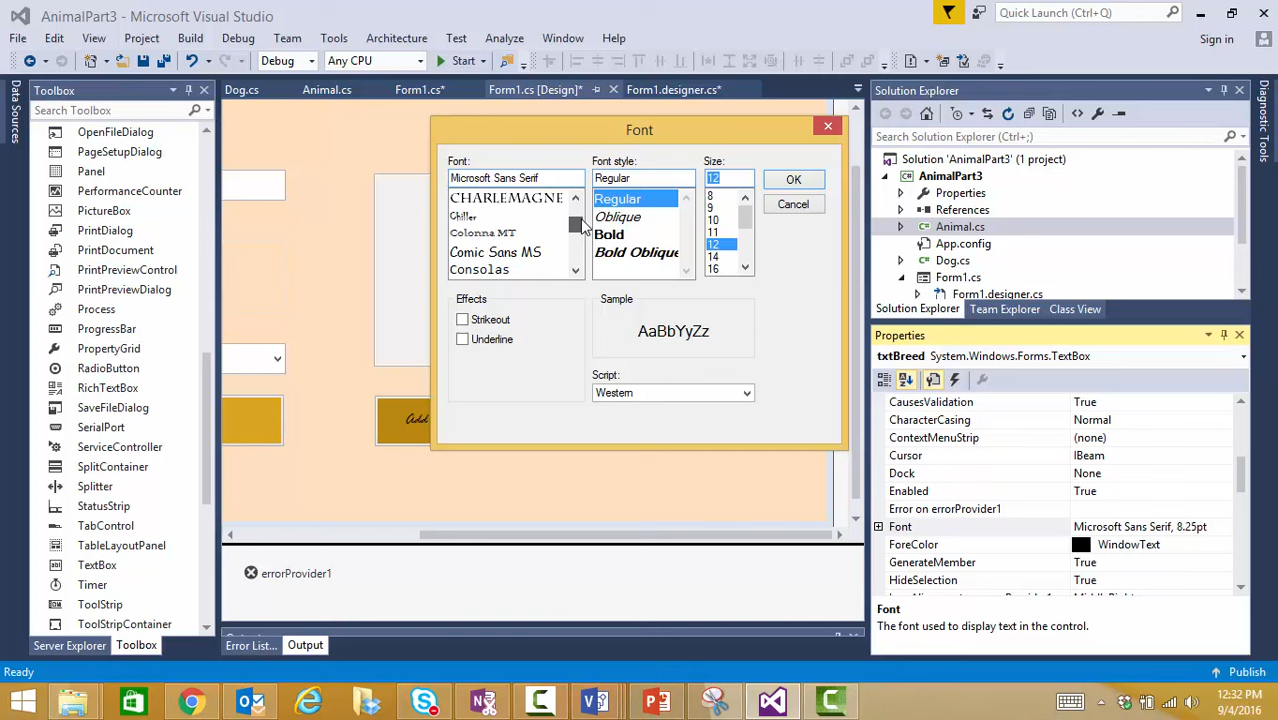 AnimalPart3 - Microsoft Visual Studio
Quick Launch (Ctrl+Q)
File Edit View Project Build Debug Team Tools Architecture Test Analyze Window Help
Sign in
Debug Any CPU Start
Data Sources
Toolbox
Search Toolbox
OpenFileDialog
PageSetupDialog
Panel
PerformanceCounter
PictureBox
PrintDialog
PrintDocument
PrintPreviewControl
PrintPreviewDialog
Process
ProgressBar
PropertyGrid
RadioButton
RichTextBox
SaveFileDialog
SerialPort
ServiceController
SplitContainer
Splitter
StatusStrip
TabControl
TableLayoutPanel
TextBox
Timer
ToolStrip
ToolStripContainer
Server Explorer Toolbox
Dog.cs Animal.cs Form1.cs* Form1.cs [Design]* Form1.designer.cs*
Add
Font
Font: Font style: Size:
Microsoft Sans Serif Regular 12
CHARLEMAGNE
Chiller
Colonna MT
Comic Sans MS
Consolas
Regular
Oblique
Bold
Bold Oblique
8
9
10
11
12
14
16
OK
Cancel
Effects
Strikeout
Underline
Sample
AaBbYyZz
Script:
Western
errorProvider1
Error List... Output
Solution Explorer
Search Solution Explorer (Ctrl+;)
Solution 'AnimalPart3' (1 project)
AnimalPart3
Properties
References
Animal.cs
App.config
Dog.cs
Form1.cs
Form1.designer.cs
Solution Explorer Team Explorer Class View
Properties
txtBreed System.Windows.Forms.TextBox
CausesValidation True
CharacterCasing Normal
ContextMenuStrip (none)
Cursor IBeam
Dock None
Enabled True
Error on errorProvider1
Font Microsoft Sans Serif, 8.25pt
ForeColor WindowText
GenerateMember True
HideSelection True
Font
The font used to display text in the control.
Diagnostic Tools
Ready
Publish
12:32 PM
9/4/2016